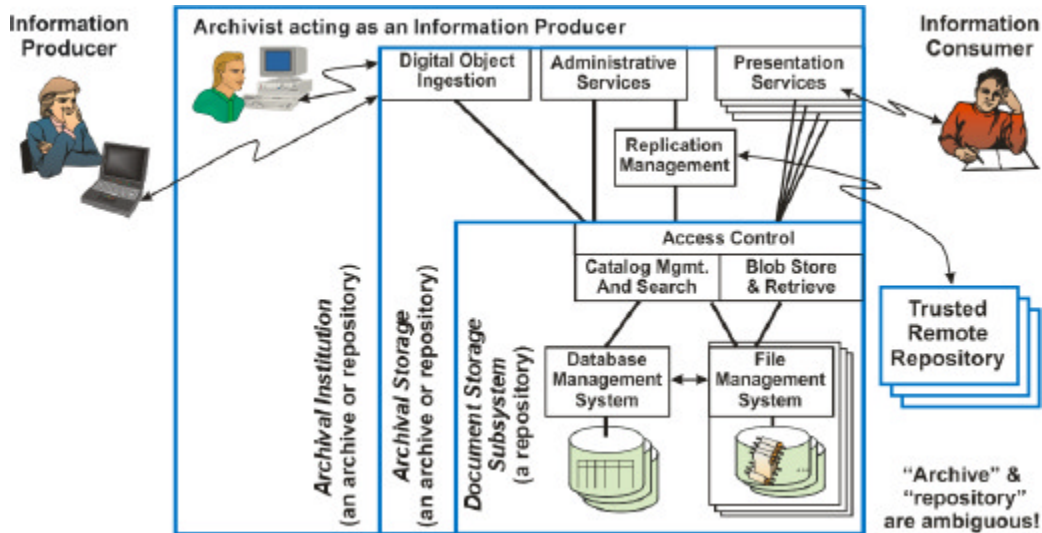 Information
Producer
Archivist acting as an Information Producer
Information
Consumer
Digital Object
Ingestion
Administrative
Services
Presentation
Services
Replication
Management
Access Control
Catalog Mgmt.
And Search
Blob Store
& Retrieve
Database
Management
System
File
Management
System
Trusted
Remote
Repository
Archival Institution
(an archive or repository)
Archival Storage
(an archive or repository)
Document Storage
Subsystem
(a repository)
“Archive” &
“repository”
are ambiguous!